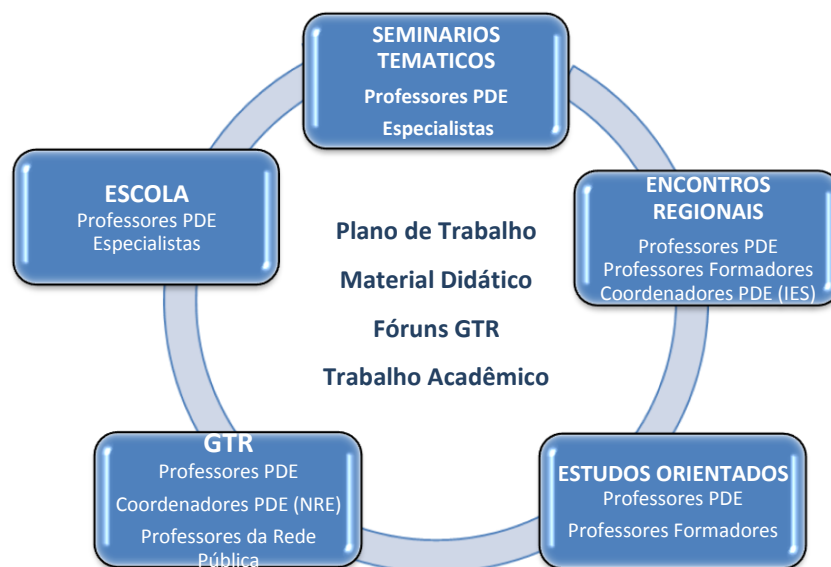 SEMINARIOS
TEMATICOS
Professores PDE
Especialistas
ESCOLA
Professores PDE
Especialistas
ENCONTROS
REGIONAIS
Professores PDE
Professores Formadores
Coordenadores PDE (IES)
Plano de Trabalho
Material Didático
Fóruns GTR
Trabalho Acadêmico
GTR
Professores PDE
Coordenadores PDE (NRE)
Professores da Rede
Pública
ESTUDOS ORIENTADOS
Professores PDE
Professores Formadores